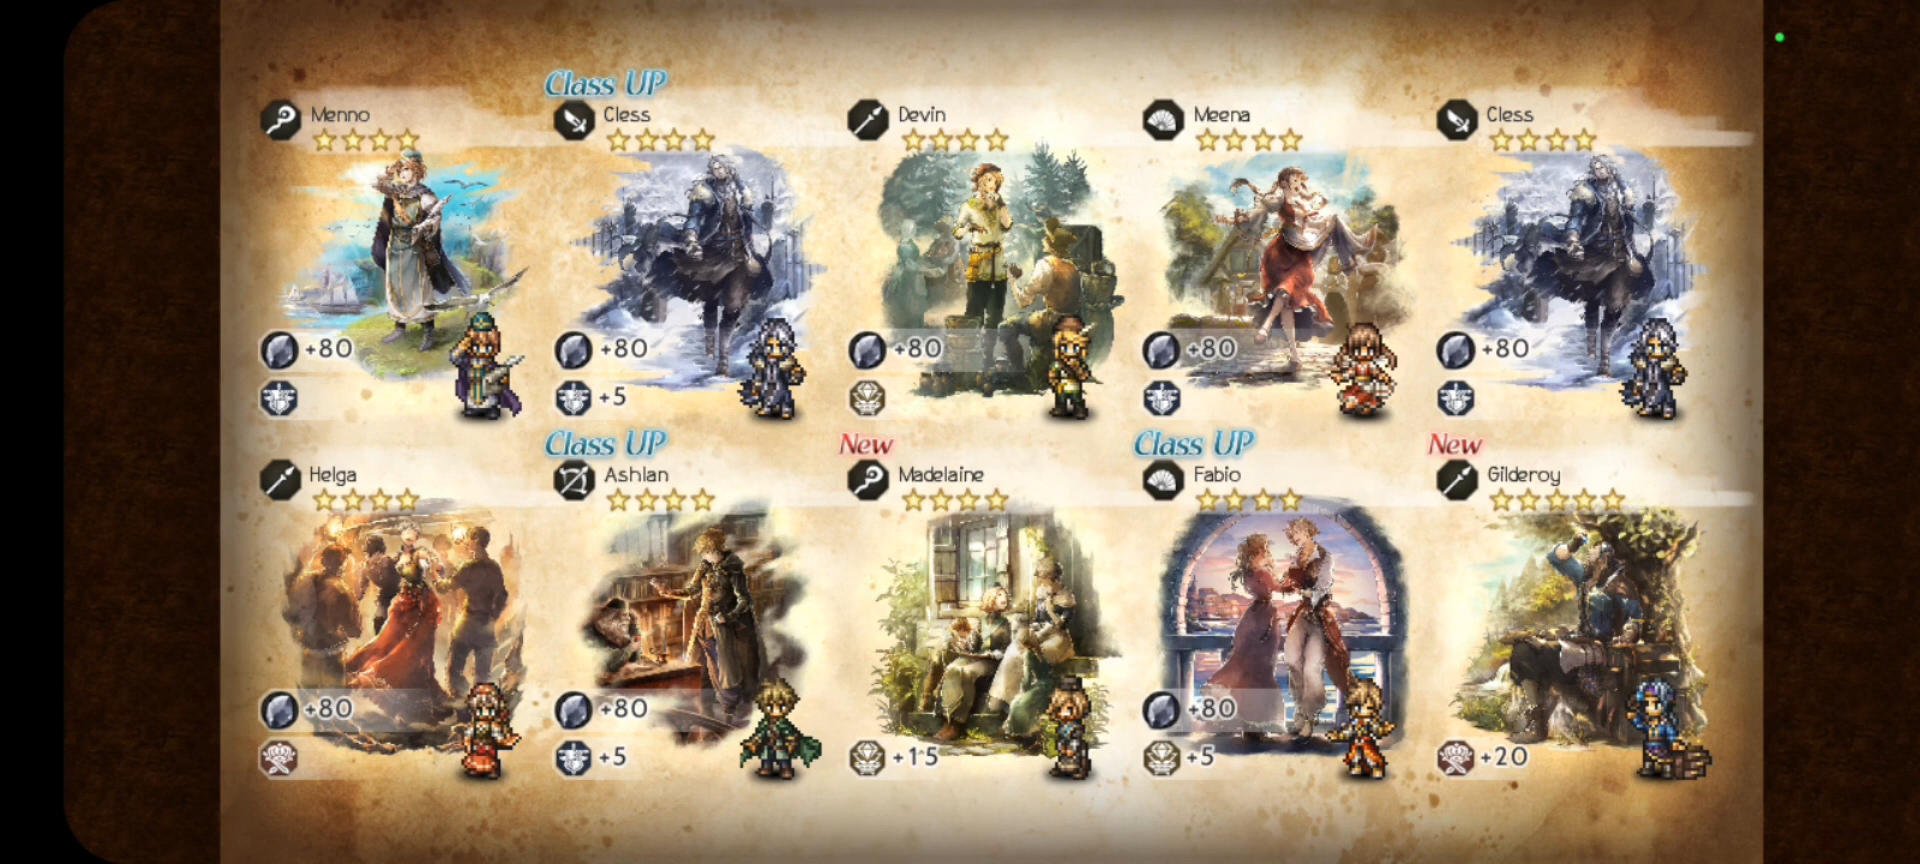 Class UP
Menno
Cless
Devin
Meena
Cless
+80
+80
+80
+80
+80
+5
Class UP
New
Class UP
New
Helga
Ashlan
Madelaine
Fabio
Gilderoy
+80
+80
+80
+5
+15
+5
+20